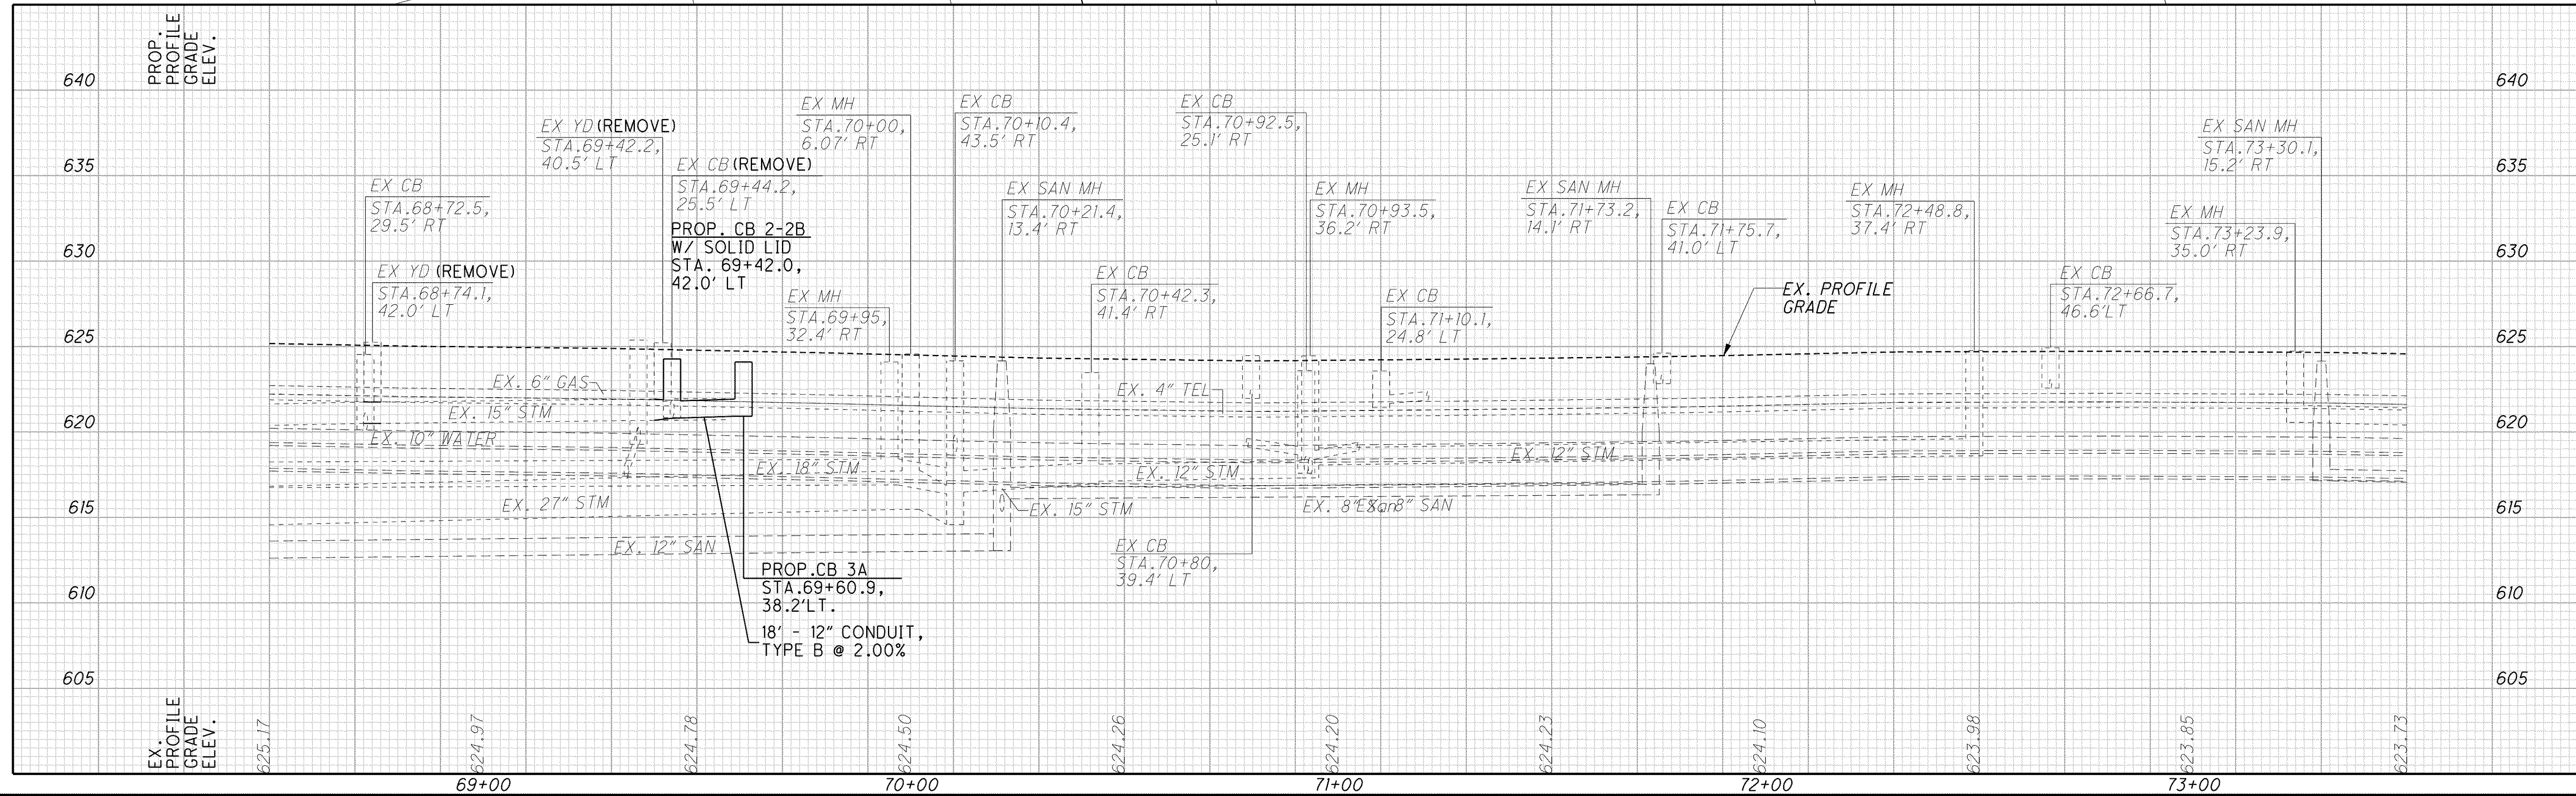 PROP.
PROFILE
GRADE
ELEV.
640
640
635
635
630
630
625
625
620
620
615
615
610
610
605
605
EX CB
STA.68+72.5,
29.5' RT
EX YD (REMOVE)
STA.68+74.1,
42.0' LT
EX YD (REMOVE)
STA.69+42.2,
40.5' LT
EX CB (REMOVE)
STA.69+44.2,
25.5' LT
PROP. CB 2-2B
W/ SOLID LID
STA. 69+42.0,
42.0' LT
EX MH
STA.70+00,
6.07' RT
EX MH
STA.69+95,
32.4' RT
EX CB
STA.70+10.4,
43.5' RT
EX SAN MH
STA.70+21.4,
13.4' RT
EX CB
STA.70+42.3,
41.4' RT
EX CB
STA.70+92.5,
25.1' RT
EX MH
STA.70+93.5,
36.2' RT
EX CB
STA.71+10.1,
24.8' LT
EX SAN MH
STA.71+73.2,
14.1' RT
EX CB
STA.71+75.7,
41.0' LT
EX. PROFILE
GRADE
EX MH
STA.72+48.8,
37.4' RT
EX CB
STA.72+66.7,
46.6'LT
EX SAN MH
STA.73+30.1,
15.2' RT
EX MH
STA.73+23.9,
35.0' RT
EX. 6" GAS
EX. 15" STM
EX. 10" WATER
EX. 27" STM
EX. 12" SAN
EX. 18" STM
EX. 4" TEL
EX. 12" STM
EX. 15" STM
EX. 12" STM
EX. 8" San
EX. 8" SAN
EX CB
STA.70+80,
39.4' LT
PROP.CB 3A
STA.69+60.9,
38.2'LT.
18' - 12" CONDUIT,
TYPE B @ 2.00%
EX.
PROFILE
GRADE
ELEV.
625.17
624.97
624.78
624.50
624.26
624.20
624.23
624.10
623.98
623.85
623.73
69+00
70+00
71+00
72+00
73+00